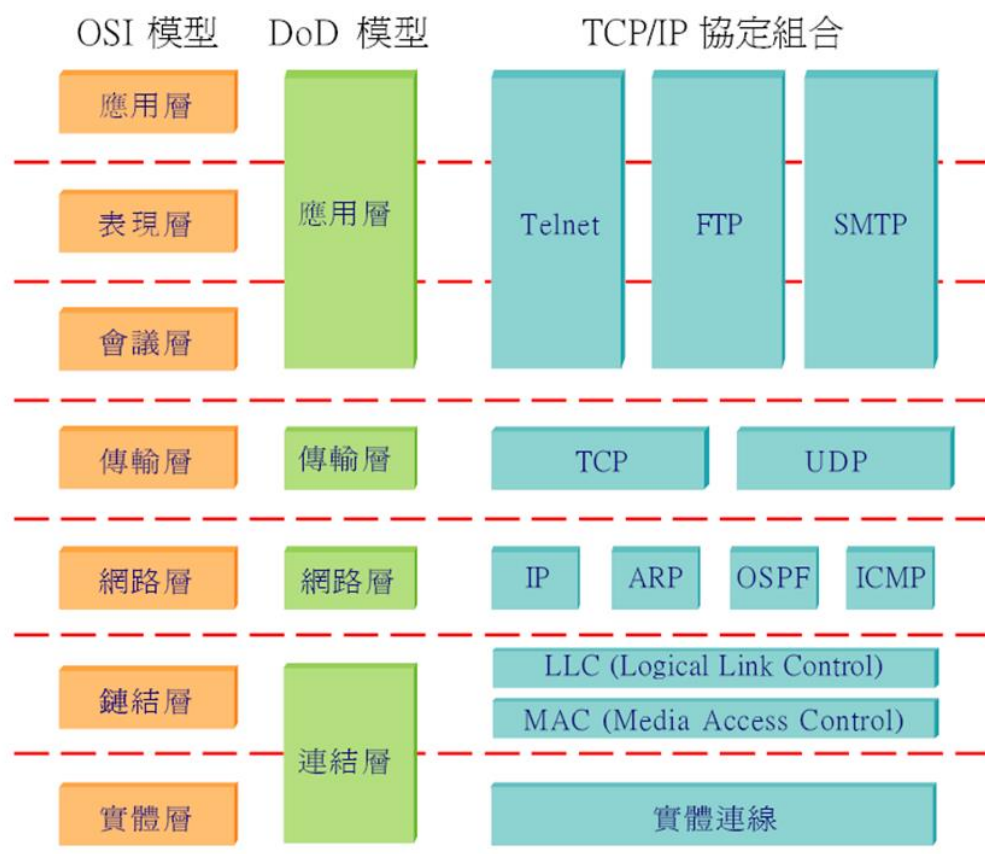 OSI 模型 DoD 模型 TCP/IP 協定組合
應用層
表現層
會議層
應用層
Telnet FTP SMTP
傳輸層 傳輸層 TCP UDP
網路層 網路層 IP ARP OSPF ICMP
鏈結層
實體層
連結層
LLC (Logical Link Control)
MAC (Media Access Control)
實體連線